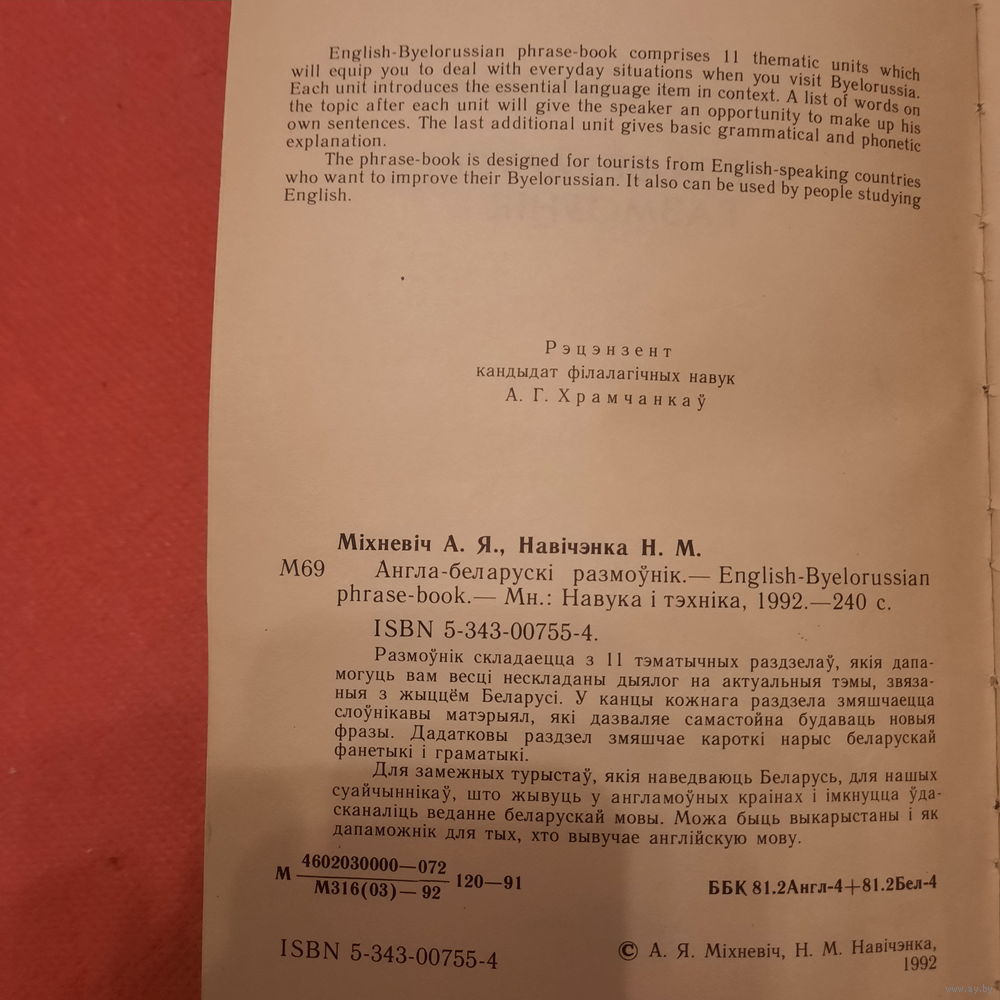 English-Byelorussian phrase-book comprises 11 thematic units which
will equip you to deal with everyday situations when you visit Byelorussia.
Each unit introduces the essential language item in context. A list of words on
the topic after each unit will give the speaker an opportunity to make up his
own sentences. The last additional unit gives basic grammatical and phonetic
explanation.
The phrase-book is designed for tourists from English-speaking countries
who want to improve their Byelorussian. It also can be used by people studying
English.
Рэцэнзент
кандыдат філалагічных навук
А. Г. Храмчанкаў
Міхневіч А. Я., Навічэнка Н. М.
М69 Англа-беларускі размоўнік.— English-Byelorussian
phrase-book.— Мн.: Навука і тэхніка, 1992.—240 с.
ISBN 5-343-00755-4.
Размоўнік складаецца з 11 тэматычных раздзелаў, якія дапа-
могуць вам весці нескладаны дыялог на актуальныя тэмы, звяза-
ныя з жыццём Беларусі. У канцы кожнага раздзела змяшчаецца
слоўнікавы матэрыял, які дазваляе самастойна будаваць новыя
фразы. Дадатковы раздзел змяшчае кароткі нарыс беларускай
фанетыкі і граматыкі.
Для замежных турыстаў, якія наведваюць Беларусь, для нашых
суайчыннікаў, што жывуць у англамоўных краінах і імкнуцца ўда-
сканаліць веданне беларускай мовы. Можа быць выкарыстаны і як
дапаможнік для тых, хто вывучае англійскую мову.
М 4602030000—072
М316(03)—92 120—91
ББК 81.2Англ-4+81.2Бел-4
ISBN 5-343-00755-4
© А. Я. Міхневіч, Н. М. Навічэнка,
1992
www.ay.by